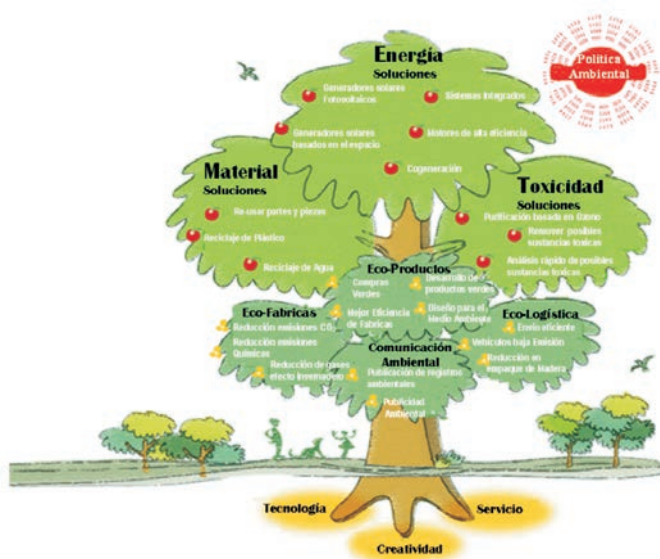 Política
Ambiental
Energía
Soluciones
Generadores solares
Fotovoltaicos
Sistemas Integrados
Generadores solares
basados en el espacio
Motores de alta eficiencia
Cogeneración
Material
Soluciones
Re-usar partes y piezas
Reciclaje de Plástico
Reciclaje de Agua
Toxicidad
Soluciones
Purificación basada en Ozono
Remover posibles
sustancias toxicas
Análisis rápido de posibles
sustancias toxicas
Eco-Productos
Compras
Verdes
Desarrollo de
productos verdes
Mejor Eficiencia
de Fabricas
Diseño para el
Medio Ambiente
Eco-Fabricas
Reducción emisiones CO2
Reducción emisiones
Químicas
Reducción de gases
efecto invernadero
Eco-Logística
Envío eficiente
Vehículos baja Emisión
Reducción en
empaque de Madera
Comunicación
Ambiental
Publicación de registros
ambientales
Publicidad
Ambiental
Tecnología
Servicio
Creatividad